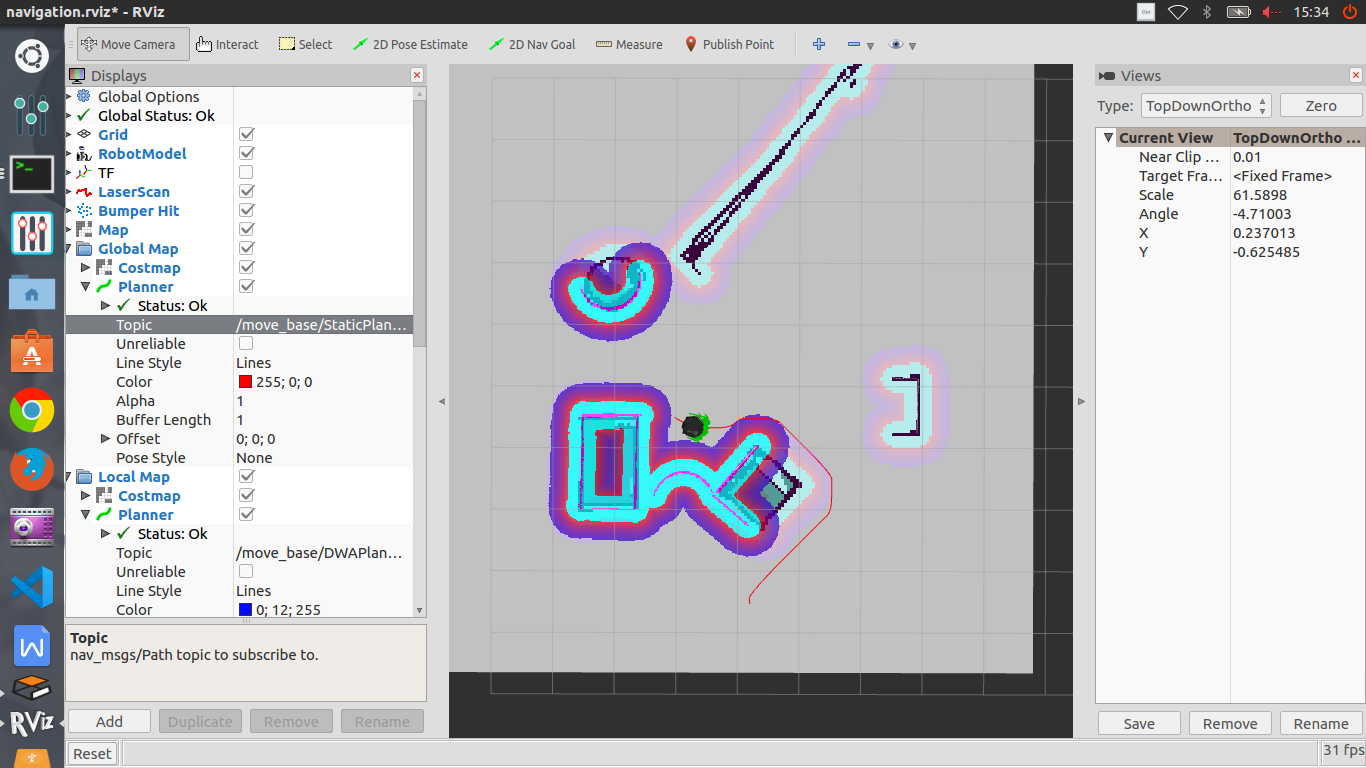 navigation.rviz* - RViz
15:34
Move Camera Interact Select 2D Pose Estimate 2D Nav Goal Measure Publish Point
Displays
Global Options
Global Status: Ok
Grid
RobotModel
TF
LaserScan
Bumper Hit
Map
Global Map
Costmap
Planner
Status: Ok
Topic /move_base/StaticPlan...
Unreliable
Line Style Lines
Color 255; 0; 0
Alpha 1
Buffer Length 1
Offset 0; 0; 0
Pose Style None
Local Map
Costmap
Planner
Status: Ok
Topic /move_base/DWAPlan...
Unreliable
Line Style Lines
Color 0; 12; 255
Topic
nav_msgs/Path topic to subscribe to.
Add Duplicate Remove Rename
Reset
Views
Type: TopDownOrtho Zero
Current View TopDownOrtho ...
Near Clip ... 0.01
Target Fra... <Fixed Frame>
Scale 61.5898
Angle -4.71003
X 0.237013
Y -0.625485
Save Remove Rename
31 fps
RViz